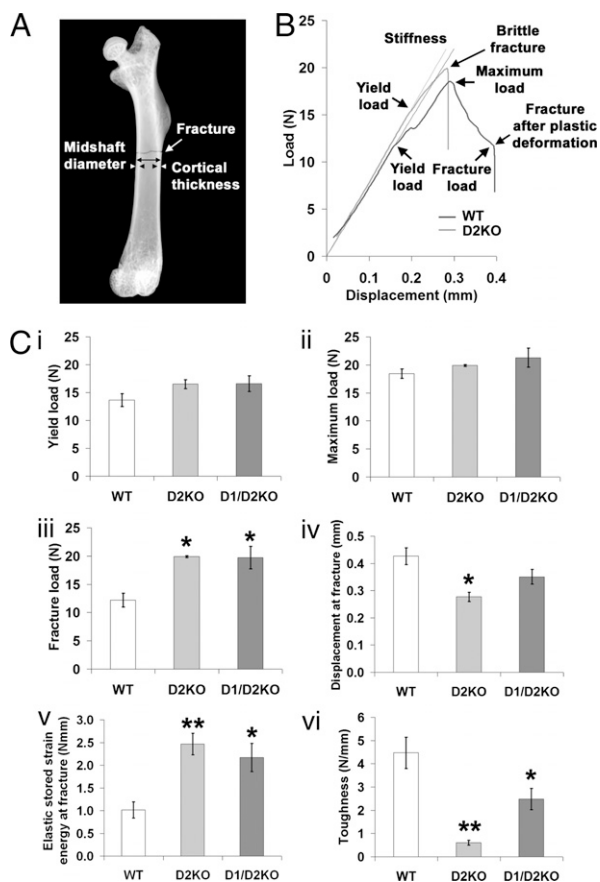 A
Midshaft
diameter
Fracture
Cortical
thickness
B
Load (N)
25
20
15
10
5
0
0
0.1
0.2
0.3
0.4
Displacement (mm)
Stiffness
Brittle
fracture
Maximum
load
Yield
load
Fracture
after plastic
deformation
Yield
load
Fracture
load
WT
D2KO
C
i
Yield load (N)
25
20
15
10
5
0
WT D2KO D1/D2KO
ii
Maximum load (N)
25
20
15
10
5
0
WT D2KO D1/D2KO
iii
Fracture load (N)
25
20
15
10
5
0
* *
WT D2KO D1/D2KO
iv
Displacement at fracture (mm)
0.5
0.4
0.3
0.2
0.1
0
*
WT D2KO D1/D2KO
v
Elastic stored strain
energy at fracture (Nmm)
3.0
2.5
2.0
1.5
1.0
0.5
0.0
** *
WT D2KO D1/D2KO
vi
Toughness (N/mm)
6
5
4
3
2
1
0
** *
WT D2KO D1/D2KO